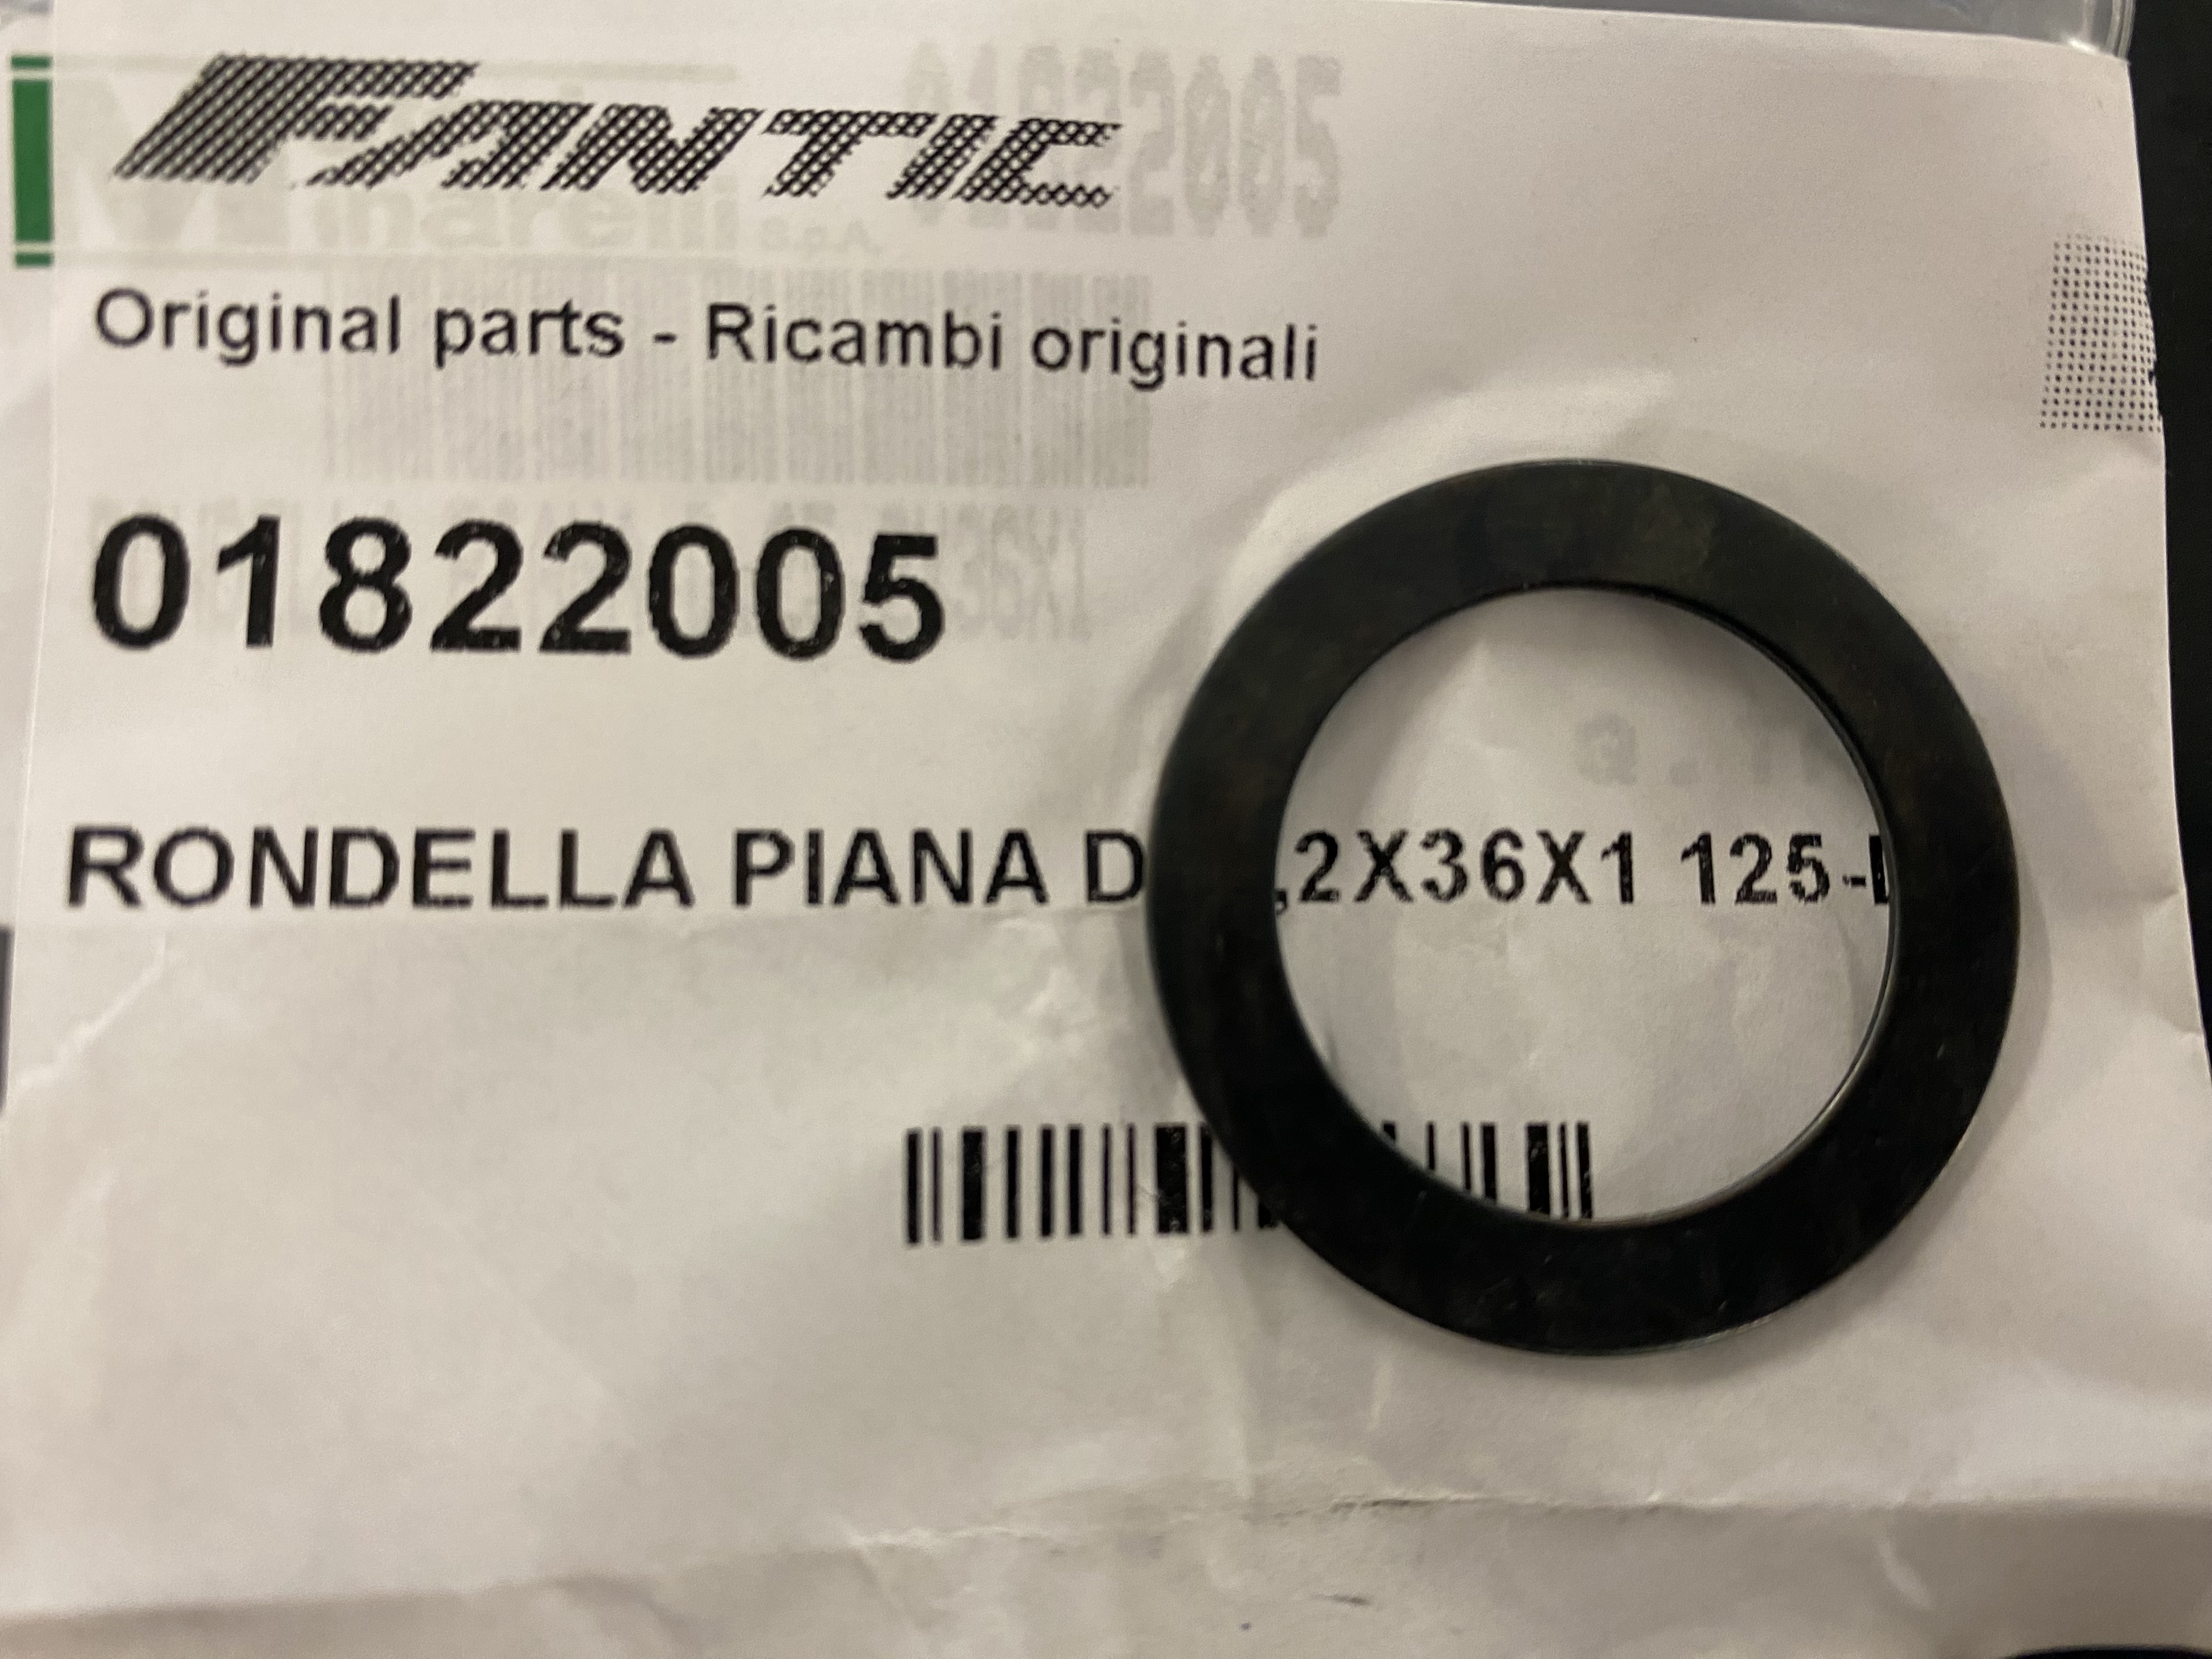 FANTIC
Original parts - Ricambi originali
01822005
RONDELLA PIANA D ,2X36X1 125-